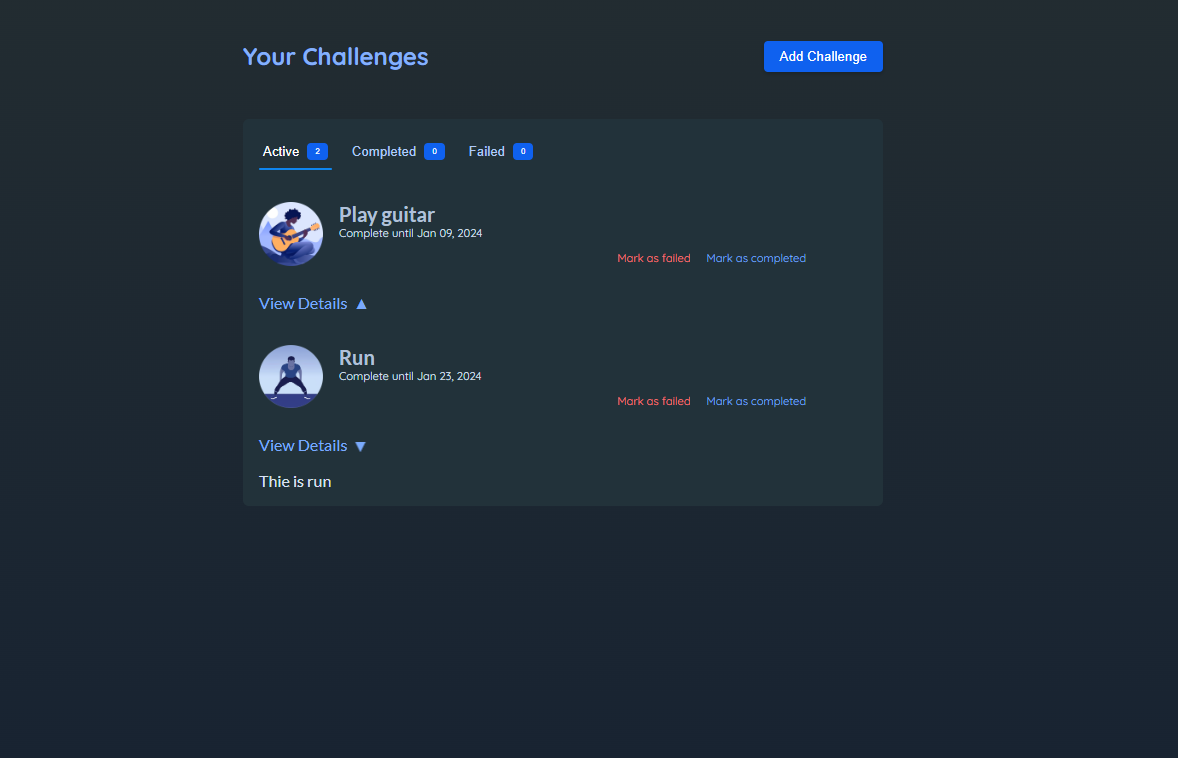 Your Challenges
Add Challenge
Active 2 Completed 0 Failed 0
Play guitar
Complete until Jan 09, 2024
Mark as failed Mark as completed
View Details ▲
Run
Complete until Jan 23, 2024
Mark as failed Mark as completed
View Details ▼
Thie is run